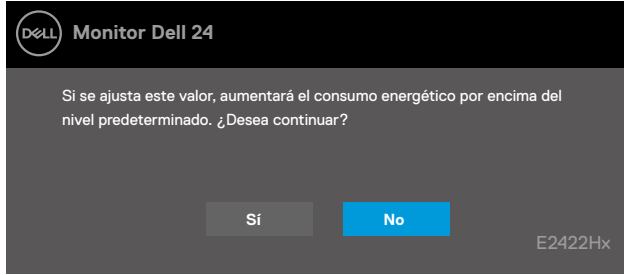 DELL Monitor Dell 24
Si se ajusta este valor, aumentará el consumo energético por encima del
nivel predeterminado. ¿Desea continuar?
Sí No
E2422Hx